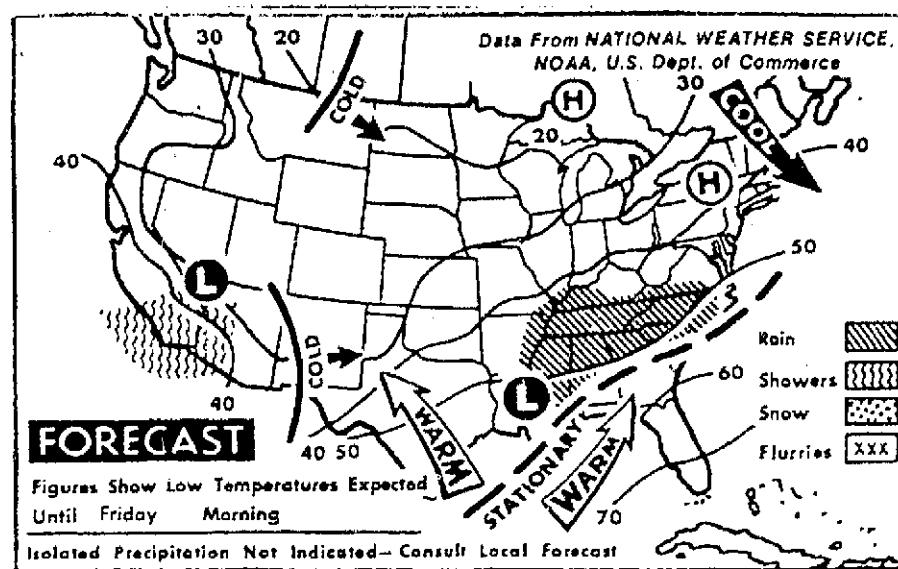 Data From NATIONAL WEATHER SERVICE,
NOAA, U.S. Dept. of Commerce
30
20
COLD
H
30
COOL
20
40
40
H
50
L
Rain
COLD
Showers
60
40
L
Snow
FORECAST
WARM
Flurries
XXX
40 50
STATIONARY
WARM
Figures Show Low Temperatures Expected
Until Friday Morning
70
Isolated Precipitation Not Indicated – Consult Local Forecast